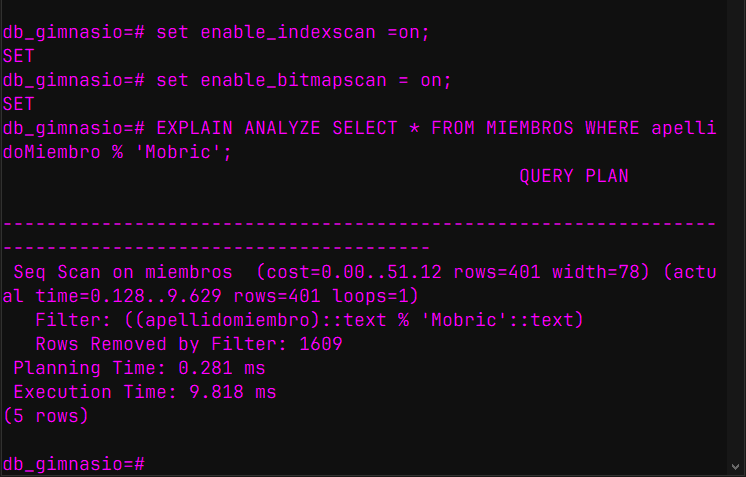 db_gimnasio=# set enable_indexscan =on;
SET
db_gimnasio=# set enable_bitmapscan = on;
SET
db_gimnasio=# EXPLAIN ANALYZE SELECT * FROM MIEMBROS WHERE apelli
doMiembro % 'Mobric';
QUERY PLAN
-----------------------------------------------------------------
---------------------------------------
Seq Scan on miembros  (cost=0.00..51.12 rows=401 width=78) (actu
al time=0.128..9.629 rows=401 loops=1)
Filter: ((apellidomiembro)::text % 'Mobric'::text)
Rows Removed by Filter: 1609
Planning Time: 0.281 ms
Execution Time: 9.818 ms
(5 rows)
db_gimnasio=#